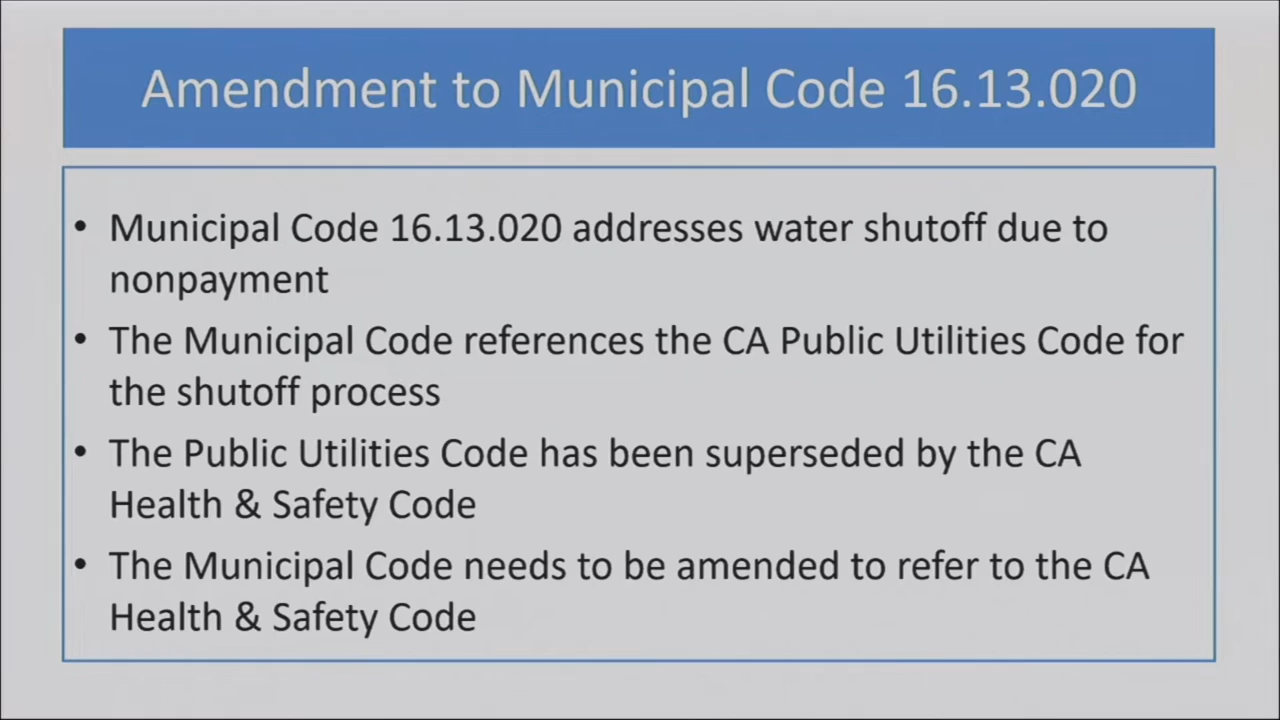 Amendment to Municipal Code 16.13.020
• Municipal Code 16.13.020 addresses water shutoff due to
nonpayment
• The Municipal Code references the CA Public Utilities Code for
the shutoff process
• The Public Utilities Code has been superseded by the CA
Health & Safety Code
• The Municipal Code needs to be amended to refer to the CA
Health & Safety Code